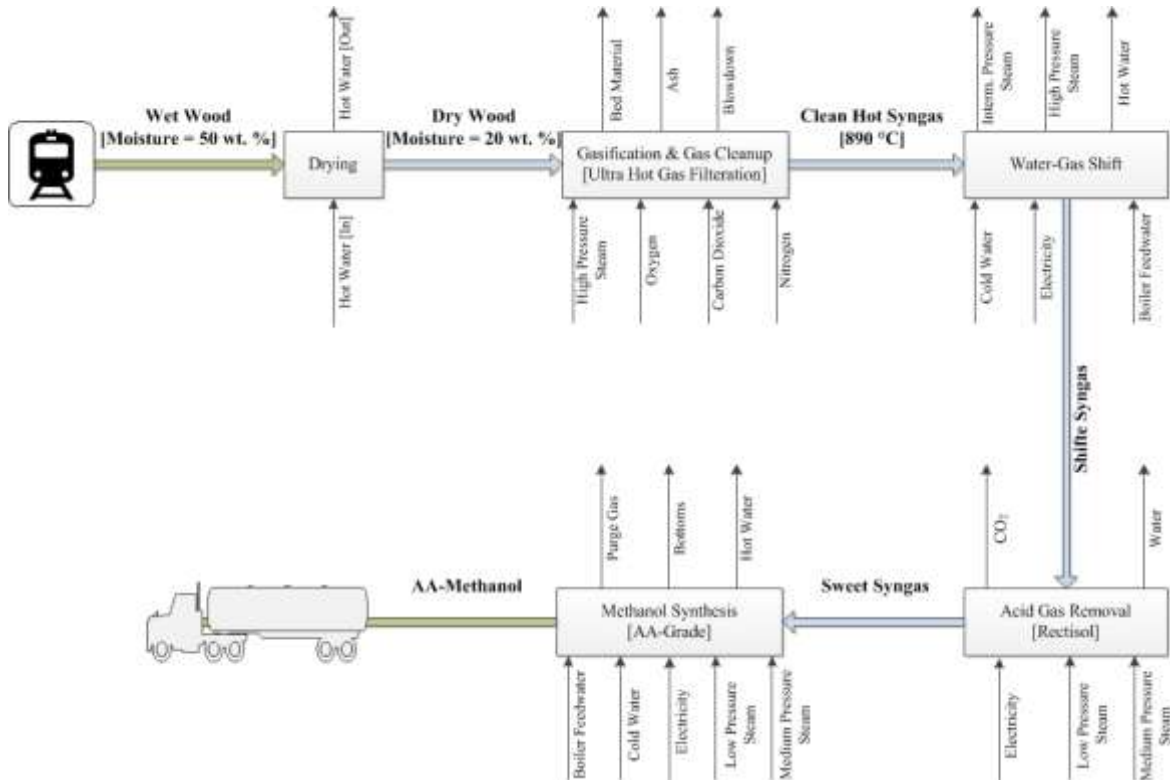 Hot Water [Out]
Bed Material
Ash
Blowdown
Interm. Pressure
Steam
High Pressure
Steam
Hot Water
Wet Wood
[Moisture = 50 wt. %]
Dry Wood
[Moisture = 20 wt. %]
Clean Hot Syngas
[890 °C]
Drying
Gasification & Gas Cleanup
[Ultra Hot Gas Filteration]
Water-Gas Shift
Hot Water [In]
High Pressure
Steam
Oxygen
Carbon Dioxide
Nitrogen
Cold Water
Electricity
Boiler Feedwater
Shifte Syngas
Purge Gas
Bottoms
Hot Water
CO2
Water
AA-Methanol
Sweet Syngas
Methanol Synthesis
[AA-Grade]
Acid Gas Removal
[Rectisol]
Boiler Feedwater
Cold Water
Electricity
Low Pressure
Steam
Medium Pressure
Steam
Electricity
Low Pressure
Steam
Medium Pressure
Steam